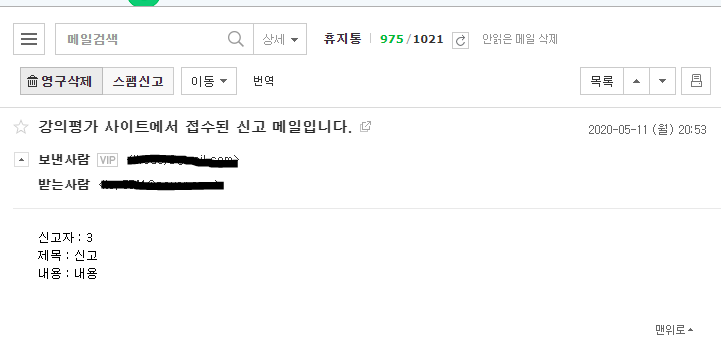 메일검색 상세 휴지통 975/1021 안읽은 메일 삭제
영구삭제 스팸신고 이동 번역 목록
강의평가 사이트에서 접수된 신고 메일입니다. 2020-05-11 (월) 20:53
보낸사람 VIP
받는사람
신고자 : 3
제목 : 신고
내용 : 내용
맨위로